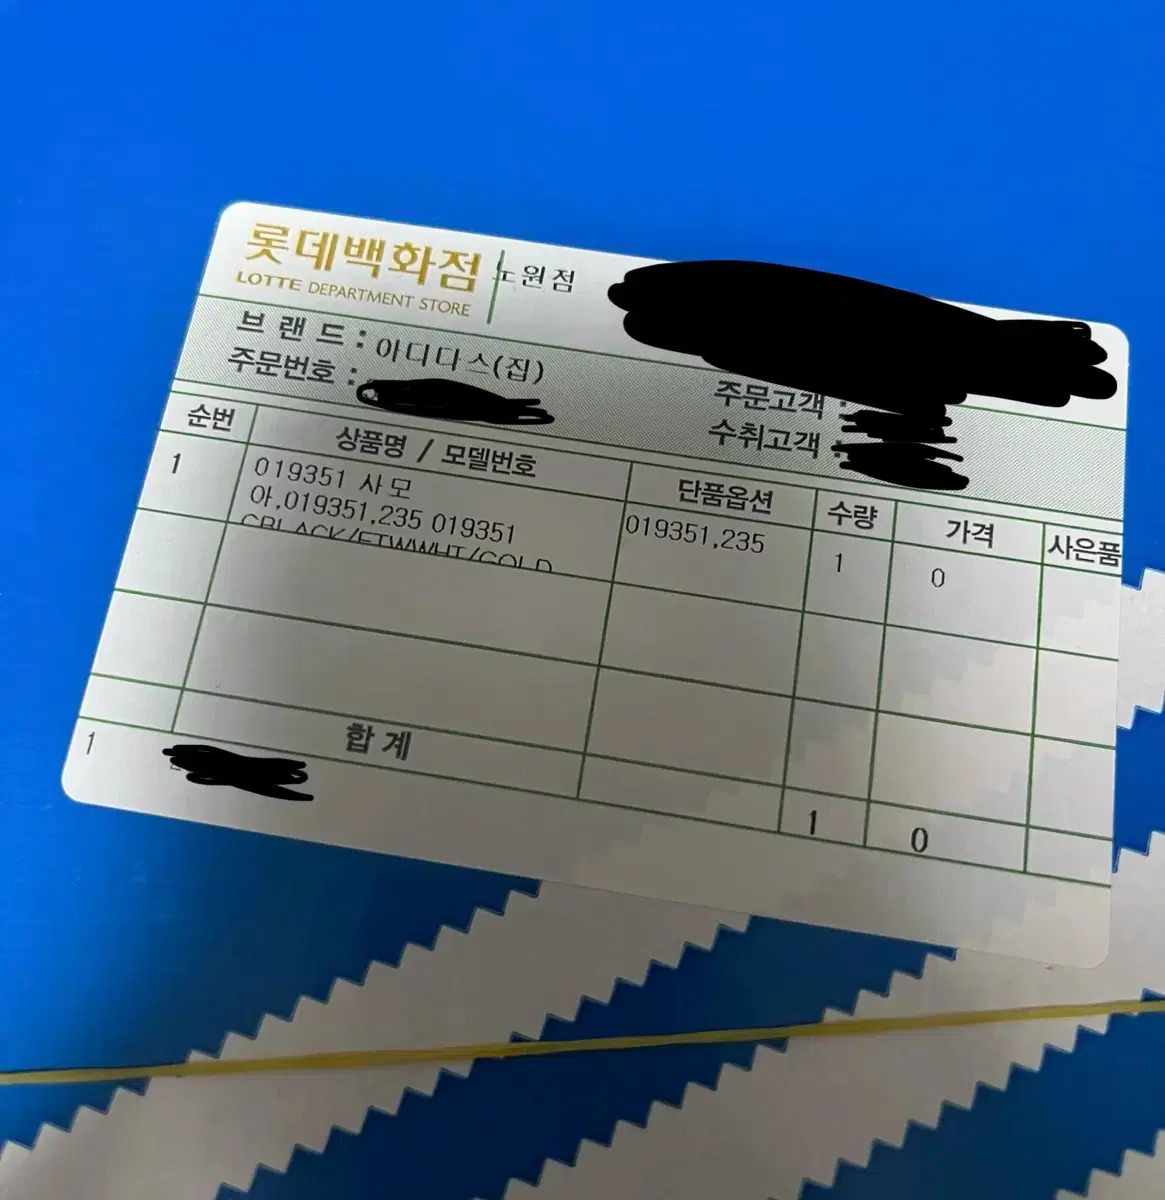 롯데백화점 노원점
LOTTE DEPARTMENT STORE
브 랜 드 : 아디다스(집)
주문번호 :
주문고객 :
수취고객 :
순번 상품명 / 모델번호 단품옵션 수량 가격 사은품
1 019351 사모 019351,235 1 0
아,019351,235 019351
CBLACK/FTWWHT/GOLD
합 계 1 0
1